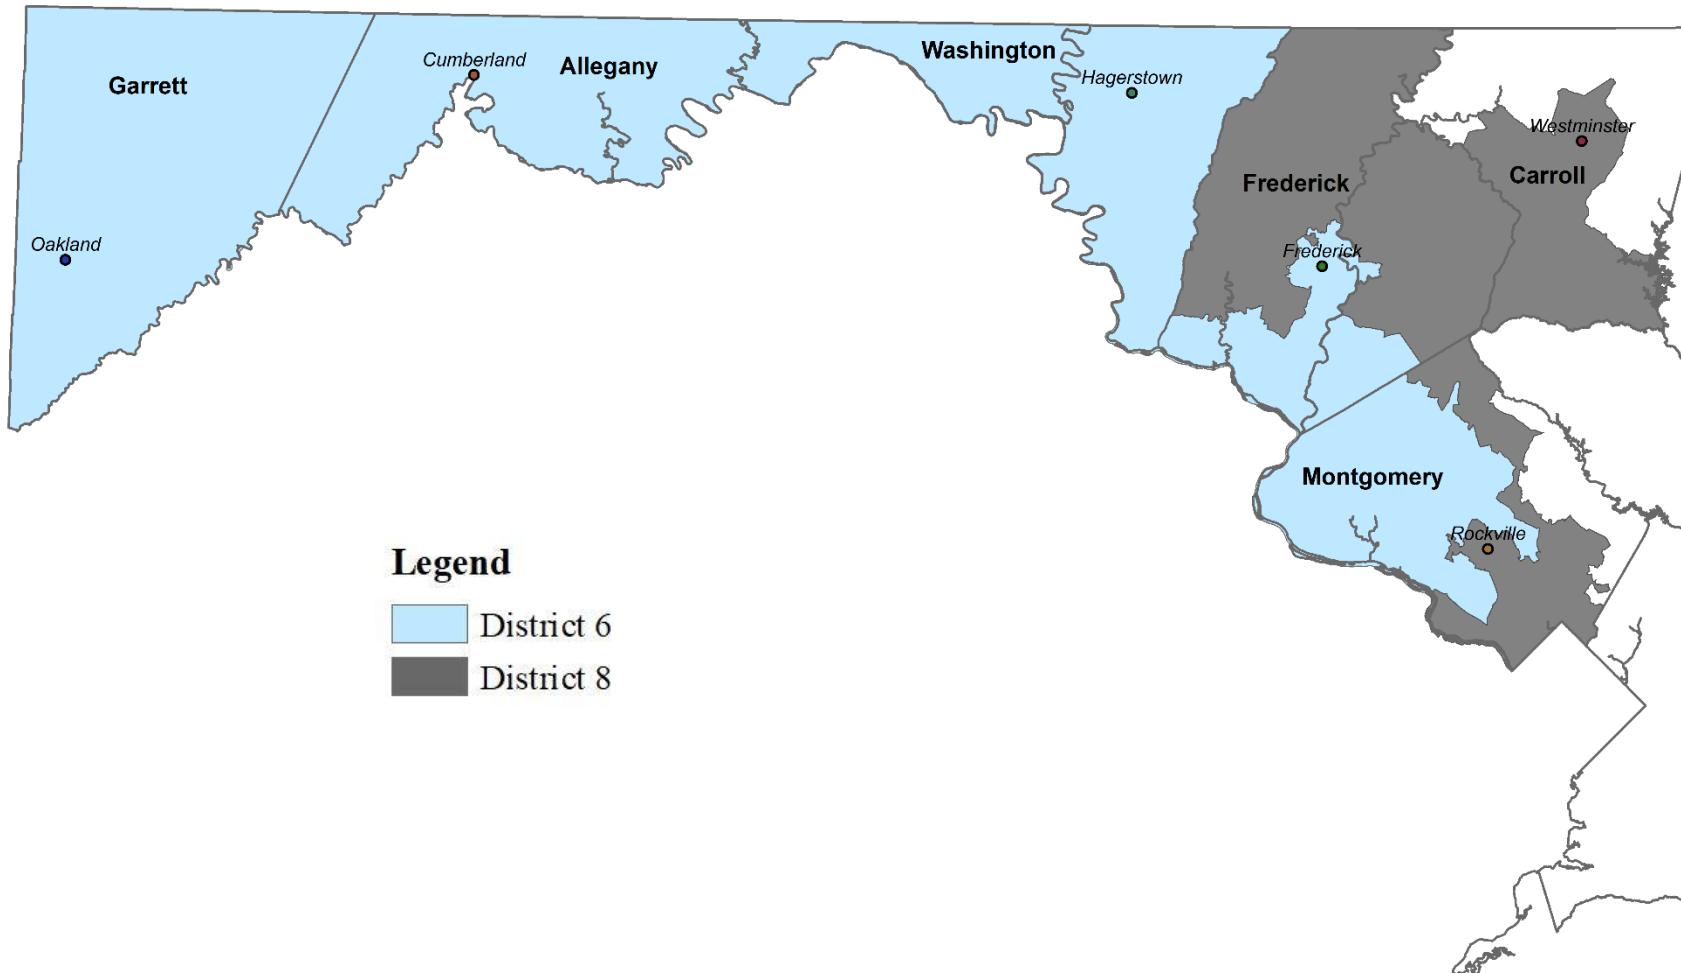 Garrett
Cumberland
Allegany
Washington
Hagerstown
Westminster
Carroll
Frederick
Frederick
Oakland
Montgomery
Rockville
Legend
District 6
District 8